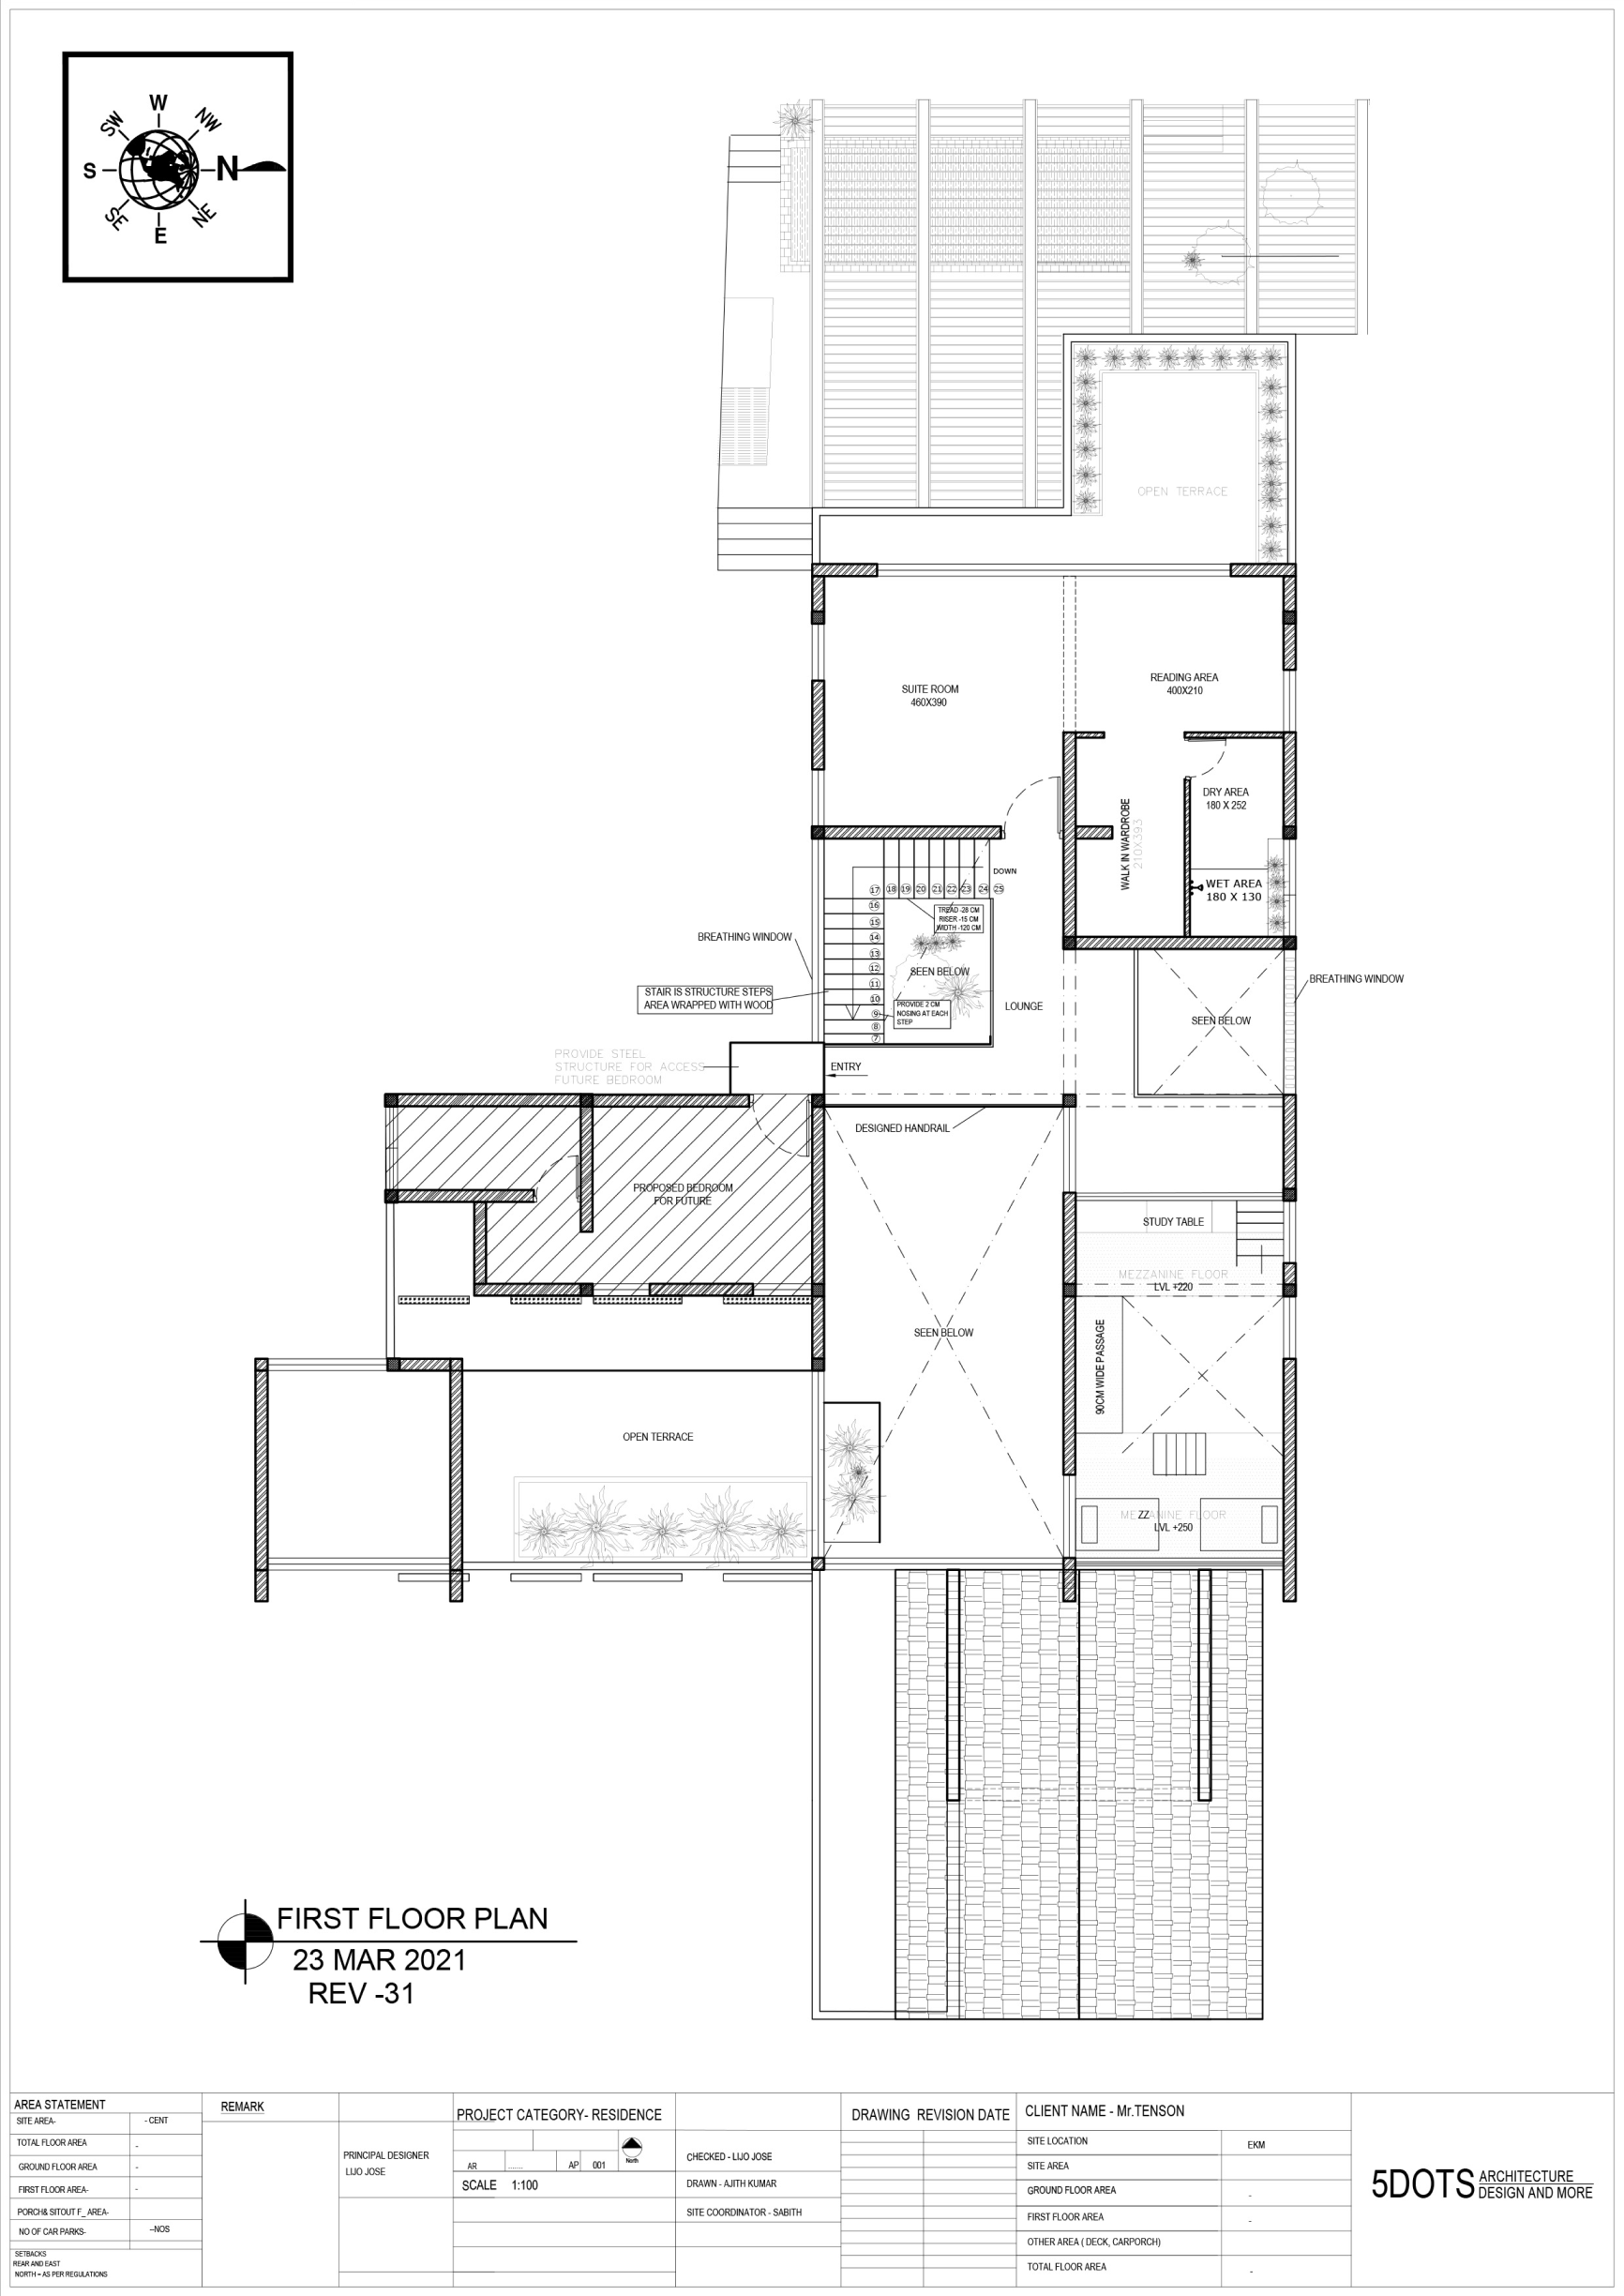 W
SW
NW
S
N
SE
NE
E
OPEN TERRACE
SUITE ROOM
460X390
READING AREA
400X210
DRY AREA
180 X 252
WALK IN WARDROBE
210X393
WET AREA
180 X 130
DOWN
17 18 19 20 21 22 23 24 25
16
15
14
13
12
11
10
9
8
7
TREAD -28 CM
RISER -15 CM
WIDTH -120 CM
BREATHING WINDOW
SEEN BELOW
STAIR IS STRUCTURE STEPS
AREA WRAPPED WITH WOOD
PROVIDE 2 CM
NOSING AT EACH
STEP
LOUNGE
BREATHING WINDOW
SEEN BELOW
PROVIDE STEEL
STRUCTURE FOR ACCESS
FUTURE BEDROOM
ENTRY
DESIGNED HANDRAIL
PROPOSED BEDROOM
FOR FUTURE
STUDY TABLE
MEZZANINE FLOOR
LVL +220
SEEN BELOW
90CM WIDE PASSAGE
OPEN TERRACE
MEZZANINE FLOOR
LVL +250
FIRST FLOOR PLAN
23 MAR 2021
REV -31
AREA STATEMENT
SITE AREA- - CENT
TOTAL FLOOR AREA -
GROUND FLOOR AREA -
FIRST FLOOR AREA- -
PORCH& SITOUT F_ AREA-
NO OF CAR PARKS- –NOS
SETBACKS
REAR AND EAST
NORTH = AS PER REGULATIONS
REMARK
PRINCIPAL DESIGNER
LIJO JOSE
PROJECT CATEGORY- RESIDENCE
AR ....... AP 001 North
SCALE 1:100
CHECKED - LIJO JOSE
DRAWN - AJITH KUMAR
SITE COORDINATOR - SABITH
DRAWING REVISION DATE
CLIENT NAME - Mr.TENSON
SITE LOCATION EKM
SITE AREA
GROUND FLOOR AREA -
FIRST FLOOR AREA -
OTHER AREA ( DECK, CARPORCH)
TOTAL FLOOR AREA -
5DOTS ARCHITECTURE
DESIGN AND MORE